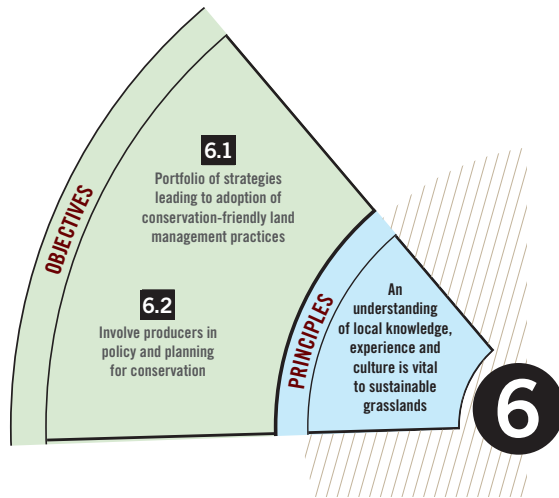 OBJECTIVES
6.1
Portfolio of strategies
leading to adoption of
conservation-friendly land
management practices
6.2
Involve producers in
policy and planning
for conservation
PRINCIPLES
An
understanding
of local knowledge,
experience and
culture is vital
to sustainable
grasslands
6